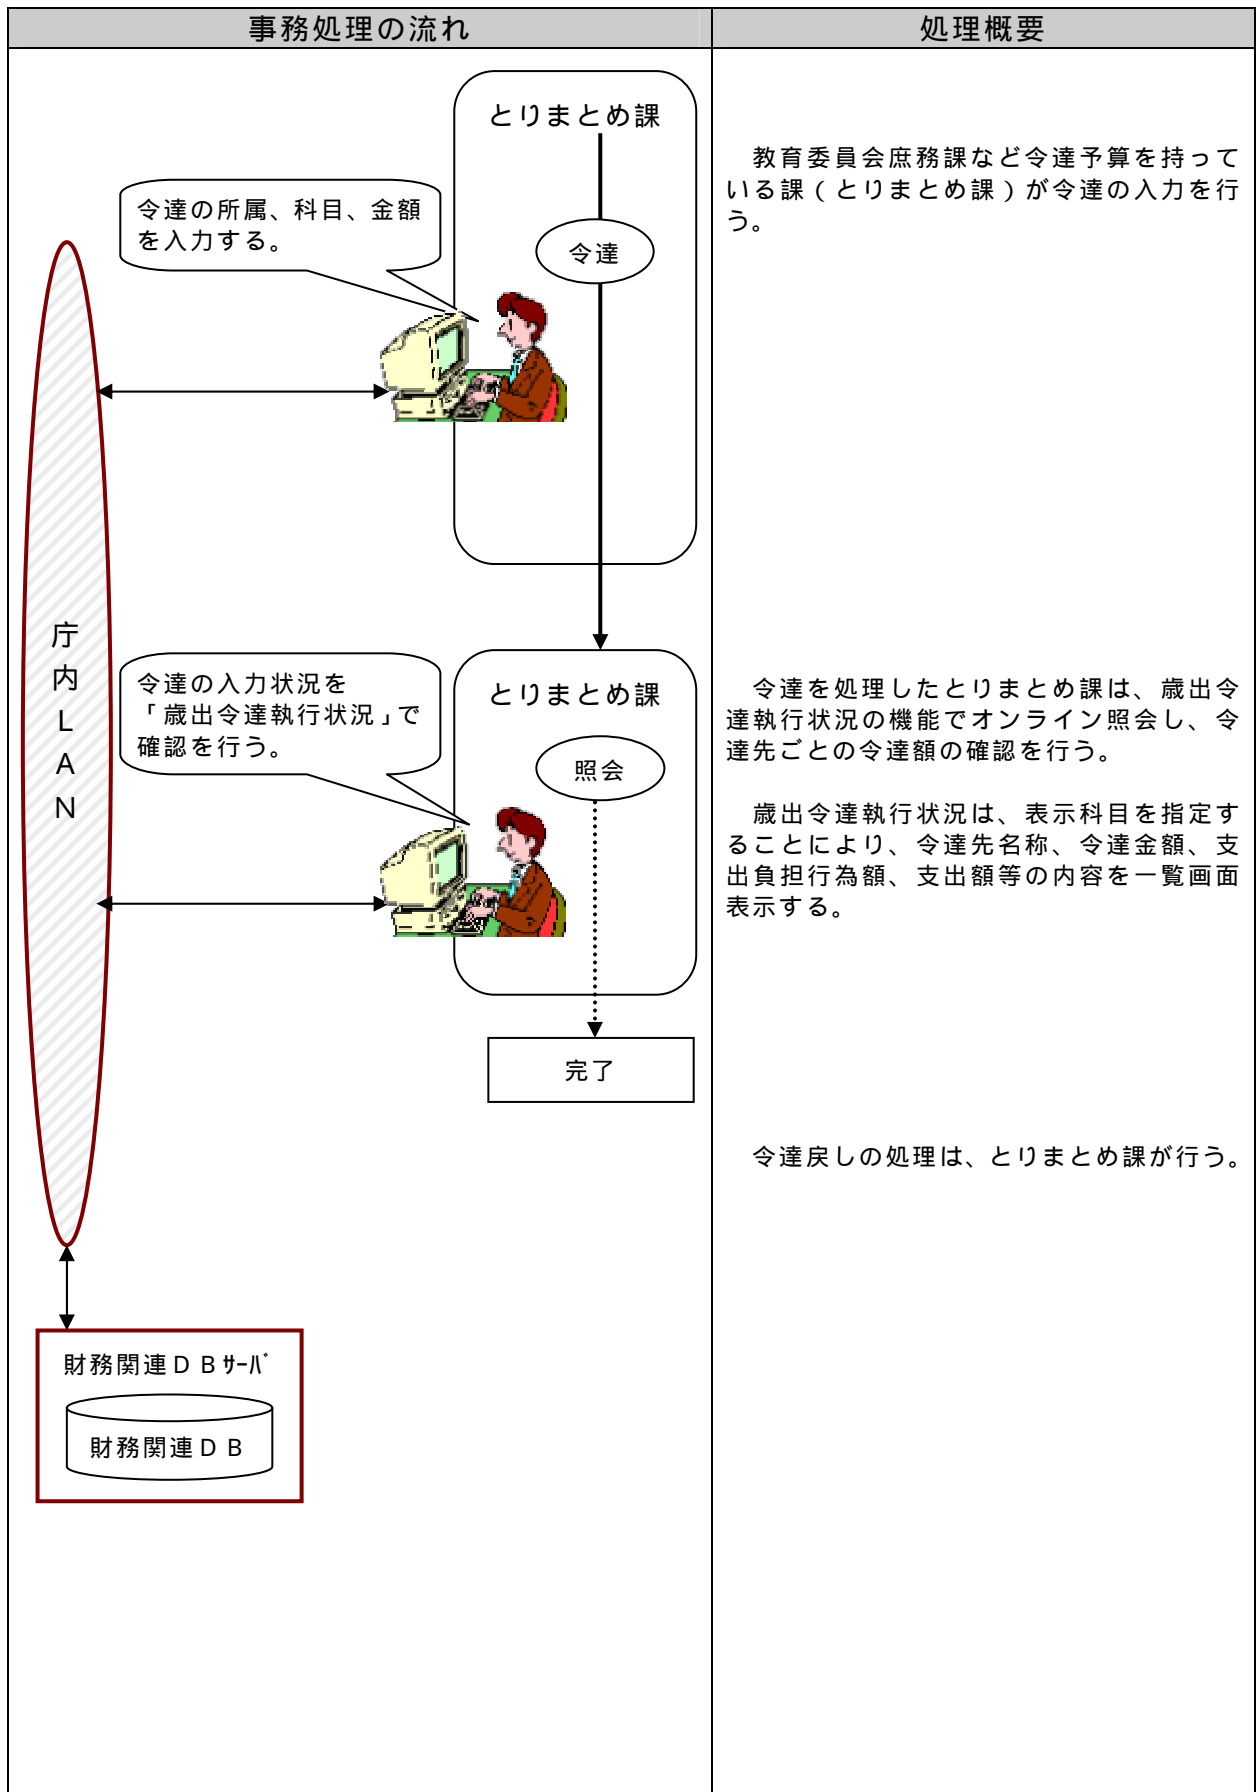 事務処理の流れ
処理概要
とりまとめ課
令達の所属、科目、金額
を入力する。
令達
教育委員会庶務課など令達予算を持って
いる課（とりまとめ課）が令達の入力を行
う。
庁
内
Ｌ
Ａ
Ｎ
令達の入力状況を
「歳出令達執行状況」で
確認を行う。
とりまとめ課
照会
令達を処理したとりまとめ課は、歳出令
達執行状況の機能でオンライン照会し、令
達先ごとの令達額の確認を行う。
歳出令達執行状況は、表示科目を指定す
ることにより、令達先名称、令達金額、支
出負担行為額、支出額等の内容を一覧画面
表示する。
完了
令達戻しの処理は、とりまとめ課が行う。
財務関連ＤＢｻｰﾊﾞ
財務関連ＤＢ